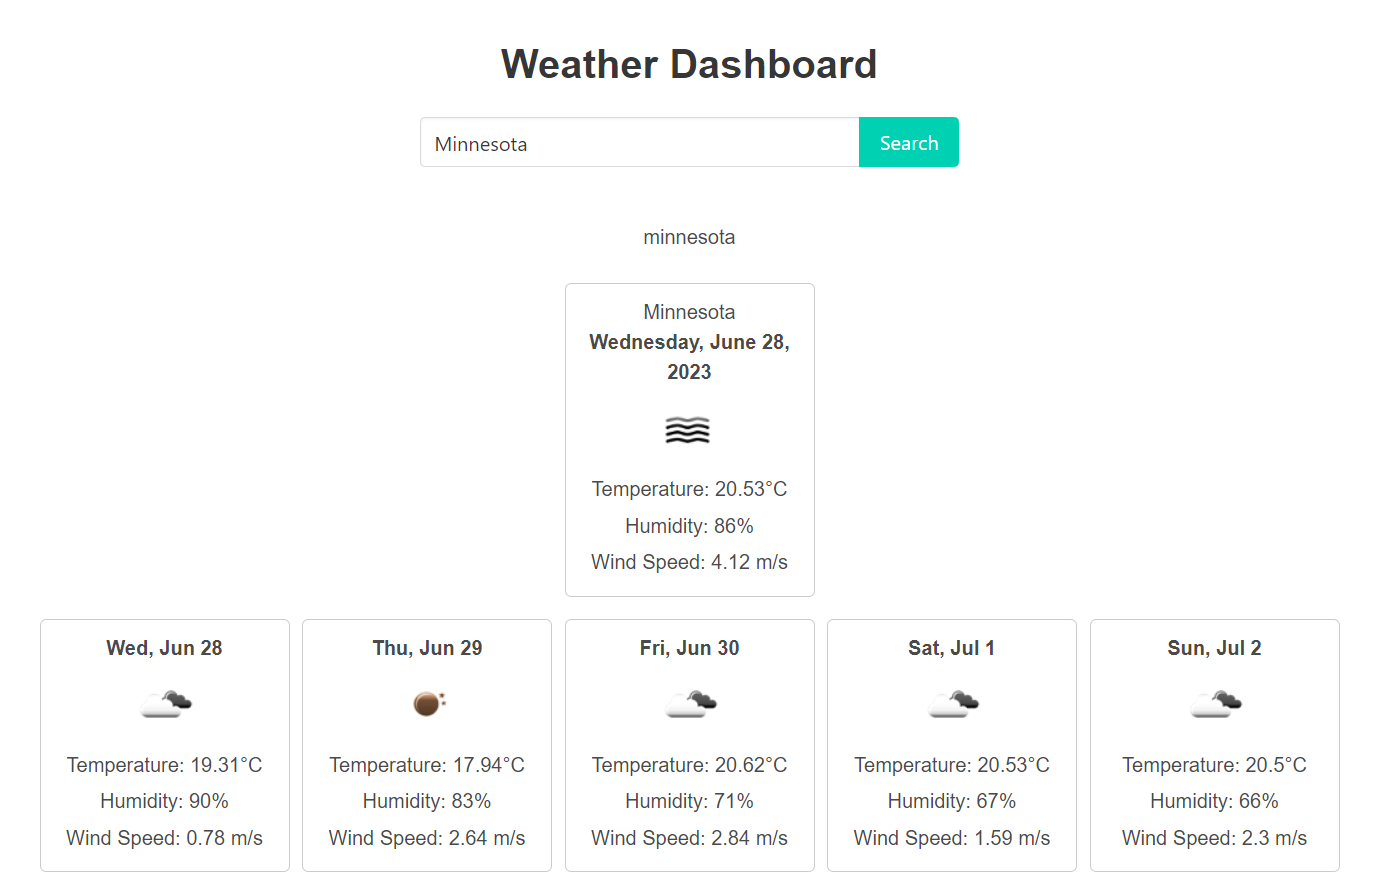 Weather Dashboard
Minnesota
Search
minnesota
Minnesota
Wednesday, June 28,
2023
Temperature: 20.53°C
Humidity: 86%
Wind Speed: 4.12 m/s
Wed, Jun 28
Temperature: 19.31°C
Humidity: 90%
Wind Speed: 0.78 m/s
Thu, Jun 29
Temperature: 17.94°C
Humidity: 83%
Wind Speed: 2.64 m/s
Fri, Jun 30
Temperature: 20.62°C
Humidity: 71%
Wind Speed: 2.84 m/s
Sat, Jul 1
Temperature: 20.53°C
Humidity: 67%
Wind Speed: 1.59 m/s
Sun, Jul 2
Temperature: 20.5°C
Humidity: 66%
Wind Speed: 2.3 m/s